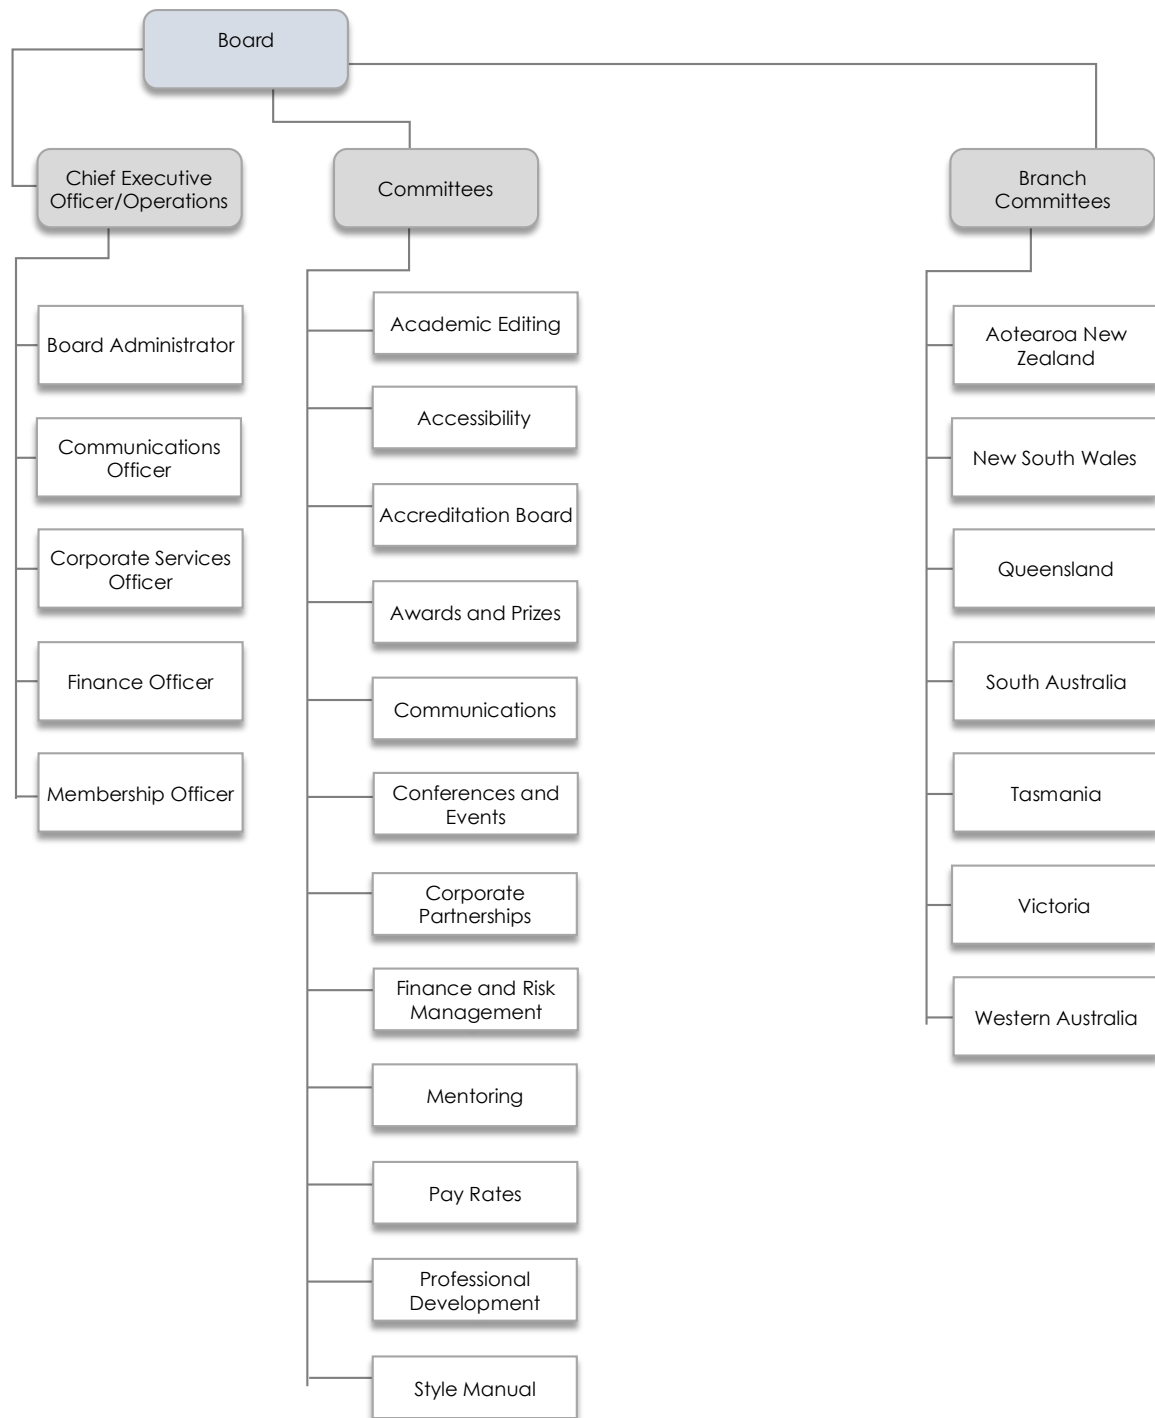 Board
Chief Executive
Officer/Operations
Board Administrator
Communications
Officer
Corporate Services
Officer
Finance Officer
Membership Officer
Committees
Academic Editing
Accessibility
Accreditation Board
Awards and Prizes
Communications
Conferences and
Events
Corporate
Partnerships
Finance and Risk
Management
Mentoring
Pay Rates
Professional
Development
Style Manual
Branch
Committees
Aotearoa New
Zealand
New South Wales
Queensland
South Australia
Tasmania
Victoria
Western Australia